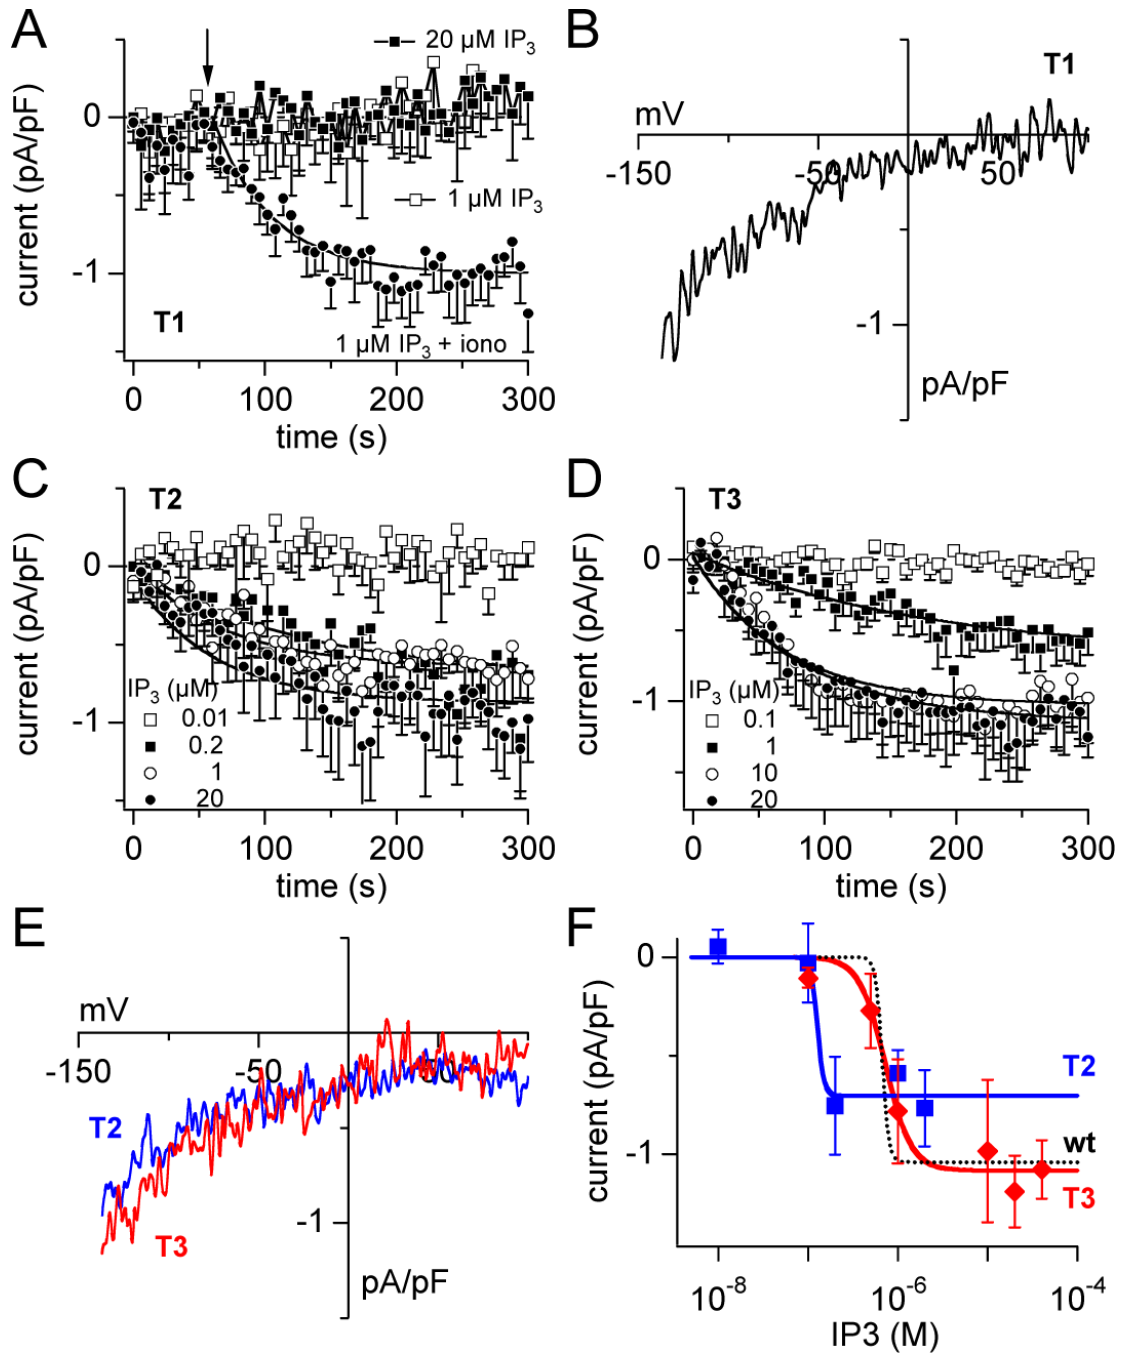 A
20 µM IP3
0
current (pA/pF)
1 µM IP3
-1
T1
1 µM IP3 + iono
0 100 200 300
time (s)
B
T1
mV
-150 -50 50
-1
pA/pF
C
T2
0
current (pA/pF)
-1
IP3 (µM)
0.01
0.2
1
20
0 100 200 300
time (s)
D
T3
0
current (pA/pF)
-1
IP3 (µM)
0.1
1
10
20
0 100 200 300
time (s)
E
mV
-150 -50 50
T2
T3
-1
pA/pF
F
0
current (pA/pF)
-1
T2
wt
T3
10-8 10-6 10-4
IP3 (M)